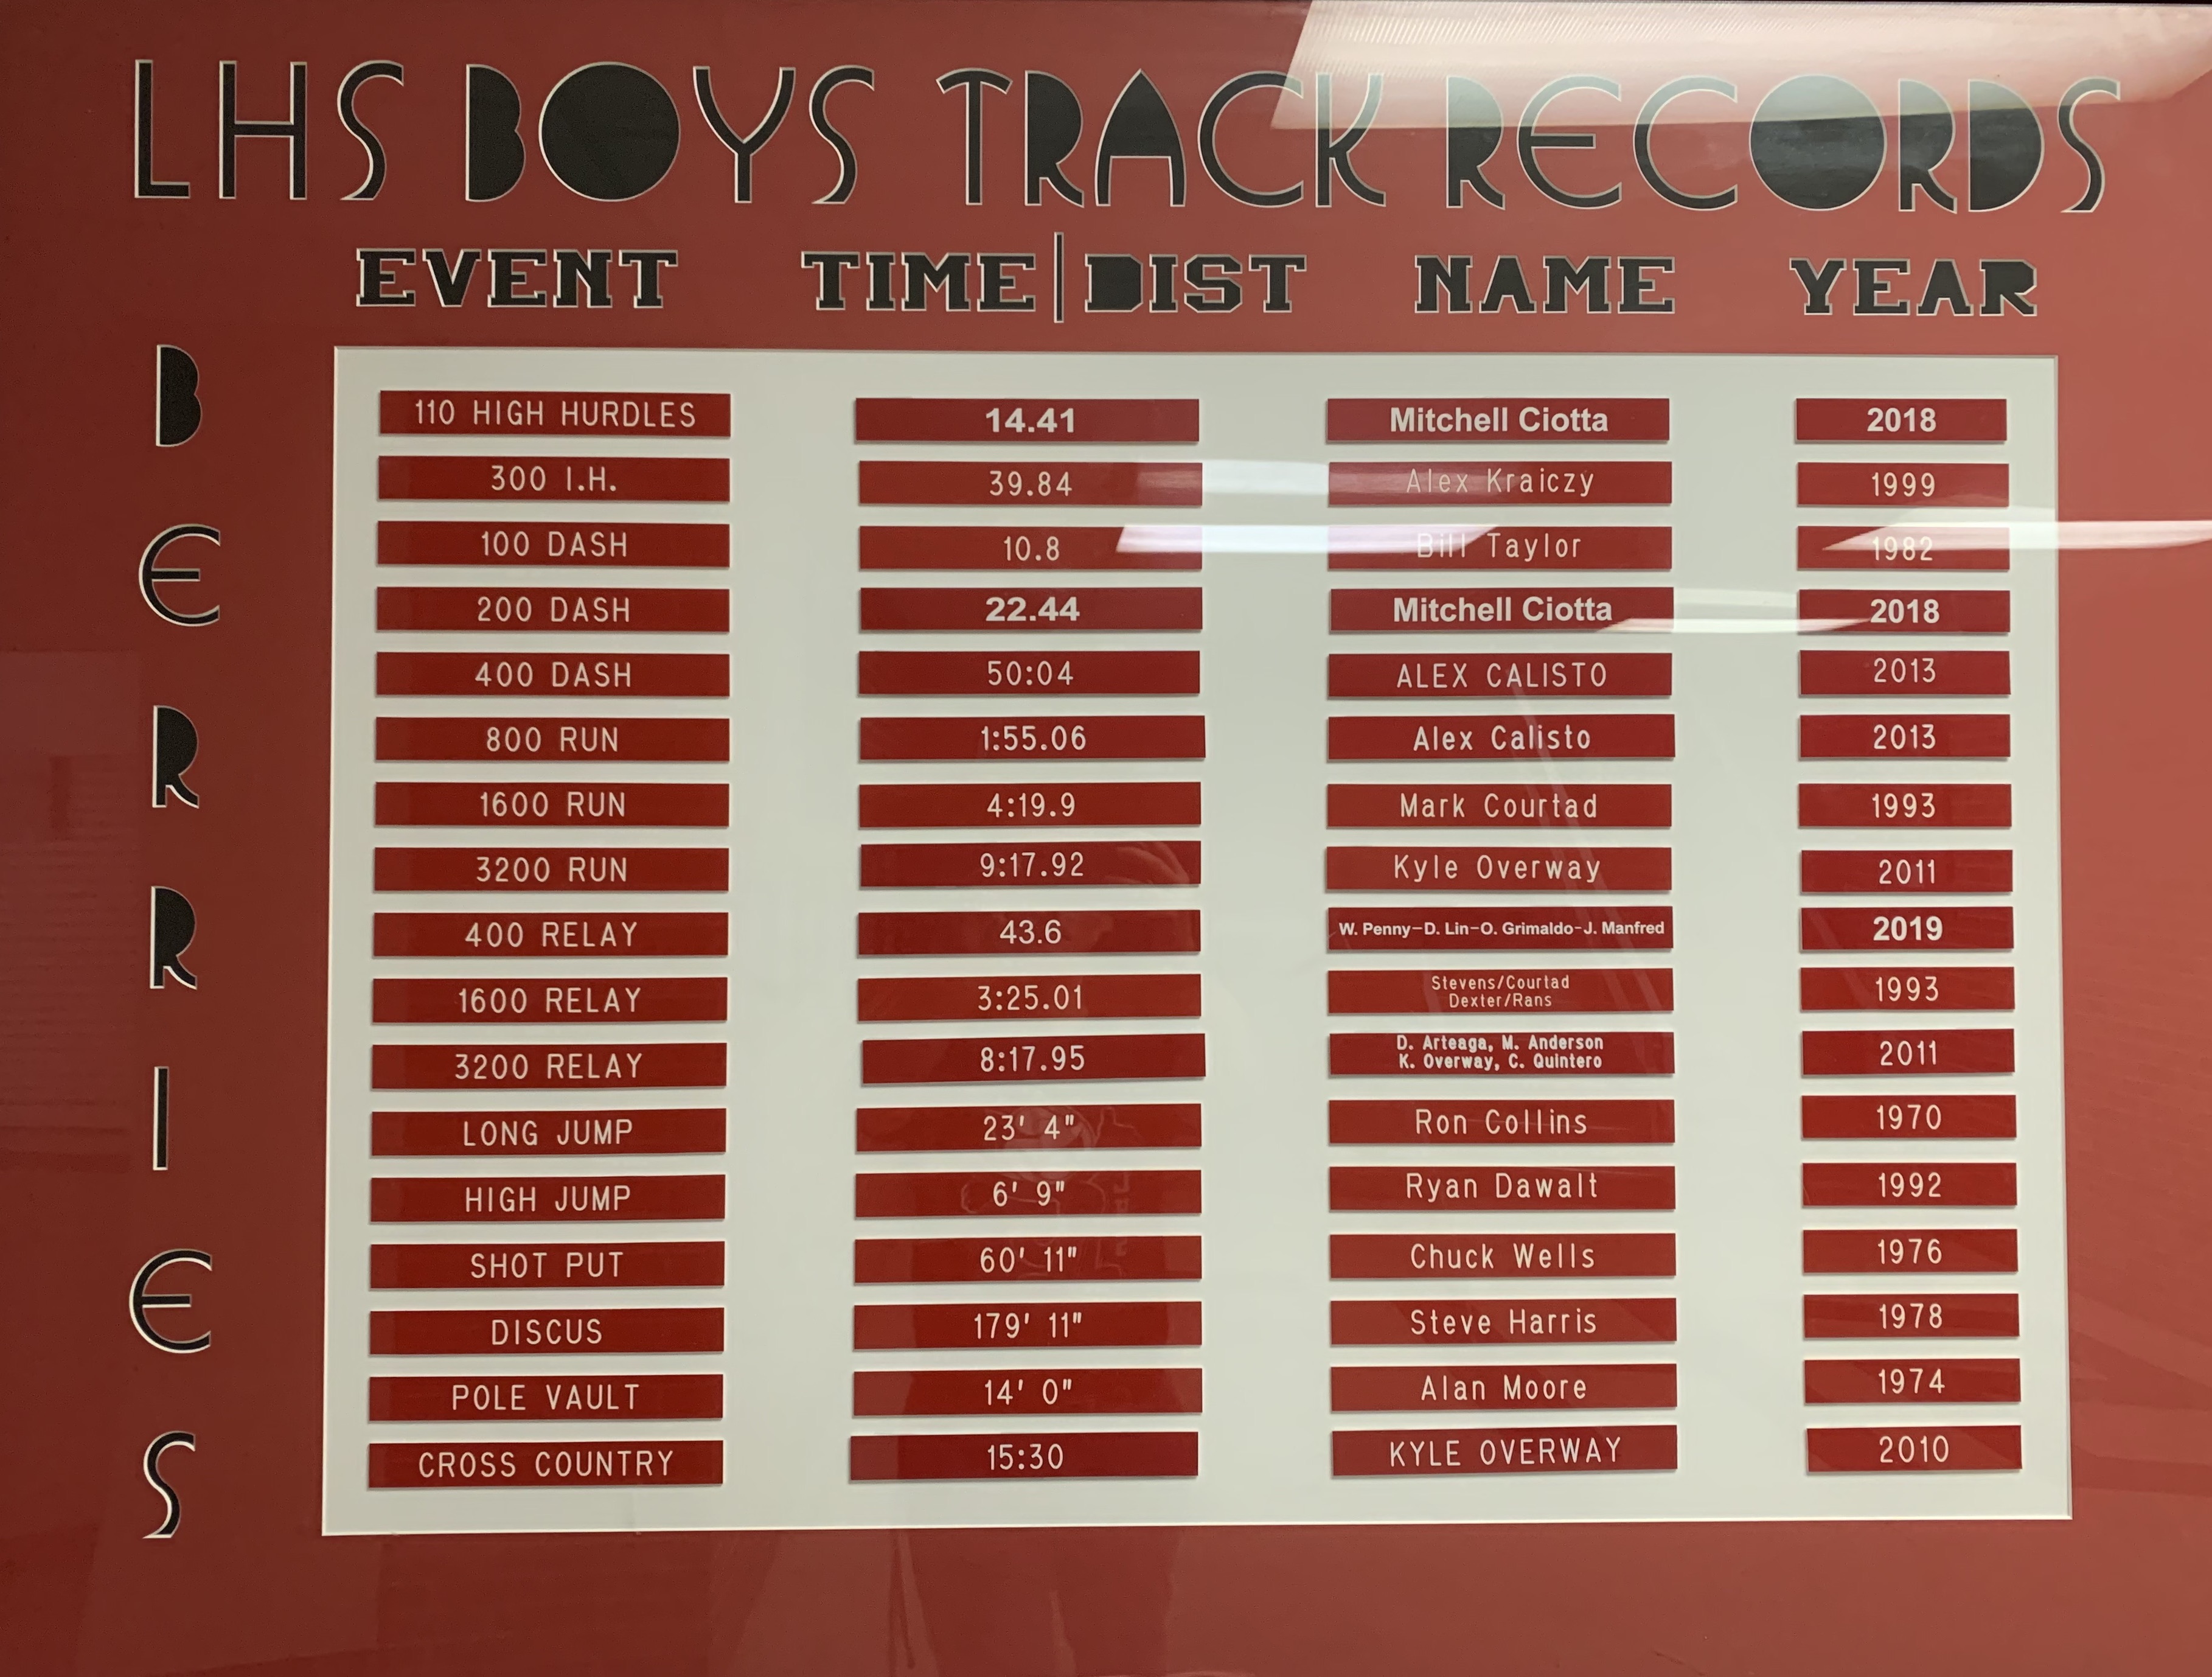 LHS BOYS TRACK RECORDS
EVENT TIME|DIST NAME YEAR
BERRIES
110 HIGH HURDLES 14.41 Mitchell Ciotta 2018
300 I.H. 39.84 Alex Kraiczy 1999
100 DASH 10.8 Bill Taylor 1982
200 DASH 22.44 Mitchell Ciotta 2018
400 DASH 50:04 ALEX CALISTO 2013
800 RUN 1:55.06 Alex Calisto 2013
1600 RUN 4:19.9 Mark Courtad 1993
3200 RUN 9:17.92 Kyle Overway 2011
400 RELAY 43.6 W. Penny-D. Lin-O. Grimaldo-J. Manfred 2019
1600 RELAY 3:25.01 Stevens/Courtad
Dexter/Rans 1993
3200 RELAY 8:17.95 D. Arteaga, M. Anderson
K. Overway, C. Quintero 2011
LONG JUMP 23' 4" Ron Collins 1970
HIGH JUMP 6' 9" Ryan Dawalt 1992
SHOT PUT 60' 11" Chuck Wells 1976
DISCUS 179' 11" Steve Harris 1978
POLE VAULT 14' 0" Alan Moore 1974
CROSS COUNTRY 15:30 KYLE OVERWAY 2010